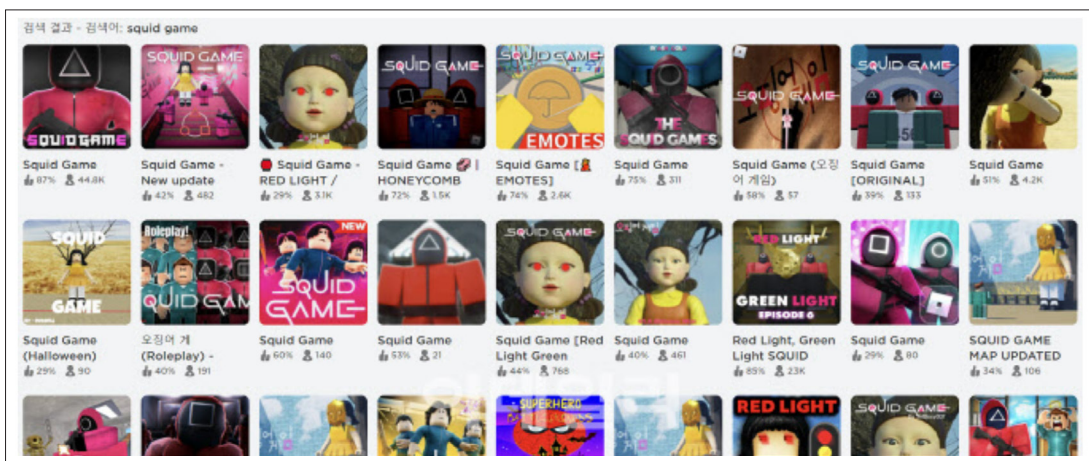 검색 결과 - 검색어: squid game
SQUID GAME
SQUID GAME
SQUID GAME
SQUID GAME
EMOTES
THE
SQUID GAMES
SQUID GAME
SQUID GAME
456
Squid Game
87% 44.8K
Squid Game -
New update
42% 482
Squid Game -
RED LIGHT /
29% 3.1K
Squid Game |
HONEYCOMB
72% 1.5K
Squid Game [
EMOTES]
74% 2.6K
Squid Game
75% 311
Squid Game (오징
어 게임)
58% 57
Squid Game
[ORIGINAL]
39% 133
Squid Game
51% 4.2K
SQUID
GAME
Roleplay!
SQUID GAM
NEW
SQUID
GAME
SQUID GAME
RED LIGHT
GREEN LIGHT
EPISODE 6
Squid Game
(Halloween)
29% 90
오징어 게
(Roleplay) -
40% 191
Squid Game
60% 140
Squid Game
53% 21
Squid Game [Red
Light Green
44% 768
Squid Game
40% 461
Red Light, Green
Light SQUID
85% 23K
Squid Game
29% 80
SQUID GAME
MAP UPDATED
34% 106
이데일리
SUPERHERO
RED LIGHT
SQUID GAME